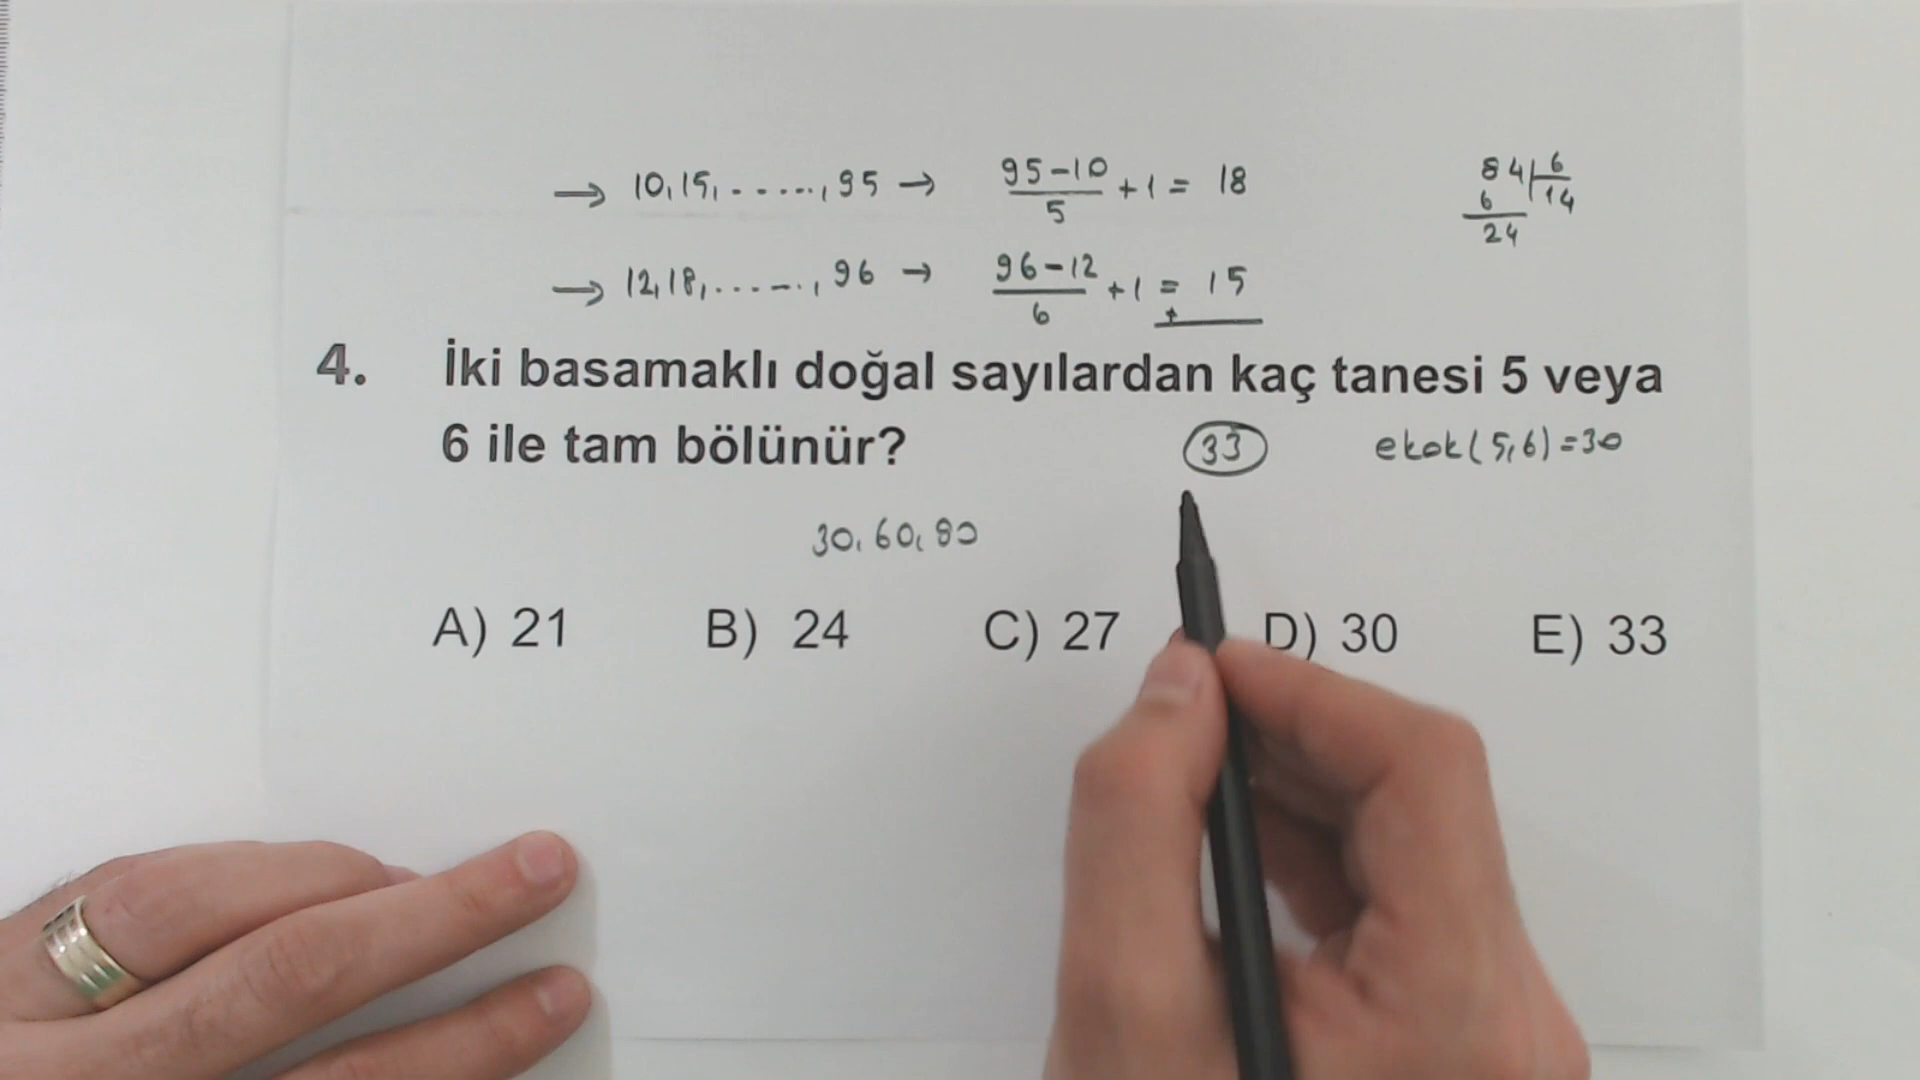 → 10,15,.....,95 → 95-10/5 +1 = 18
84 6
6 14
24
→ 12,18,......,96 → 96-12/6 +1 = 15
+
4. İki basamaklı doğal sayılardan kaç tanesi 5 veya
6 ile tam bölünür? 33 ekok(5,6)=30
30,60,90
A) 21 B) 24 C) 27 D) 30 E) 33